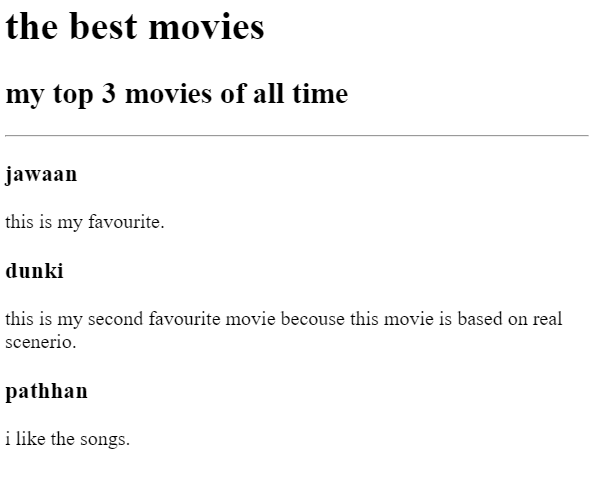 the best movies
my top 3 movies of all time
jawaan
this is my favourite.
dunki
this is my second favourite movie becouse this movie is based on real
scenerio.
pathhan
i like the songs.